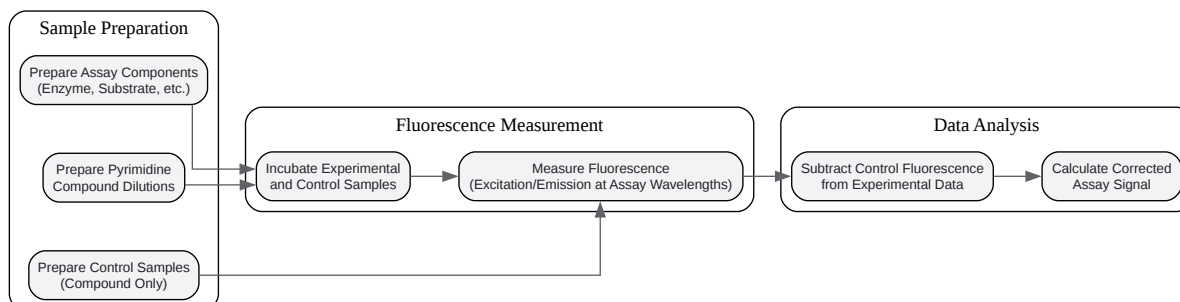 Sample Preparation
Prepare Assay Components
(Enzyme, Substrate, etc.)
Prepare Pyrimidine
Compound Dilutions
Prepare Control Samples
(Compound Only)
Fluorescence Measurement
Incubate Experimental
and Control Samples
Measure Fluorescence
(Excitation/Emission at Assay Wavelengths)
Data Analysis
Subtract Control Fluorescence
from Experimental Data
Calculate Corrected
Assay Signal